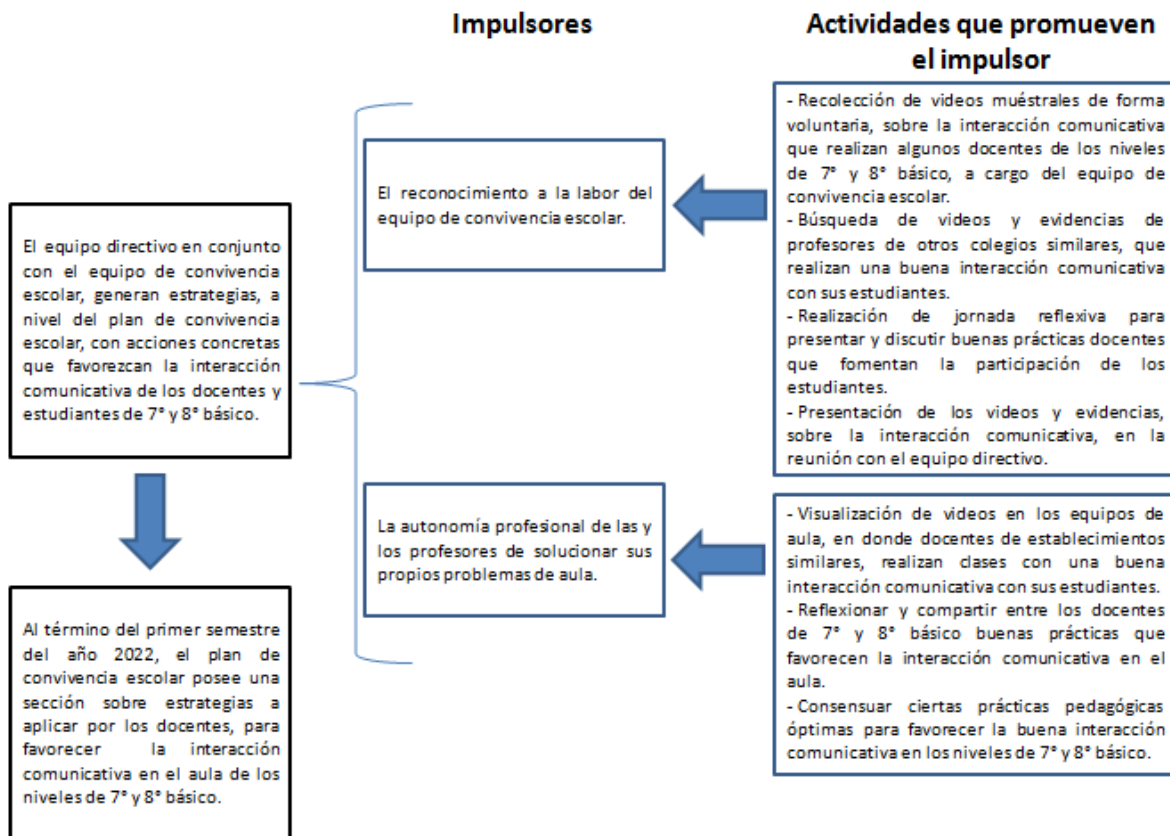 Impulsores
Actividades que promueven
el impulsor
El equipo directivo en conjunto
con el equipo de convivencia
escolar, generan estrategias, a
nivel del plan de convivencia
escolar, con acciones concretas
que favorezcan la interacción
comunicativa de los docentes y
estudiantes de 7° y 8° básico.
Al término del primer semestre
del año 2022, el plan de
convivencia escolar posee una
sección sobre estrategias a
aplicar por los docentes, para
favorecer la interacción
comunicativa en el aula de los
niveles de 7° y 8° básico.
El reconocimiento a la labor del
equipo de convivencia escolar.
La autonomía profesional de las y
los profesores de solucionar sus
propios problemas de aula.
- Recolección de videos muéstrales de forma
voluntaria, sobre la interacción comunicativa
que realizan algunos docentes de los niveles
de 7° y 8° básico, a cargo del equipo de
convivencia escolar.
- Búsqueda de videos y evidencias de
profesores de otros colegios similares, que
realizan una buena interacción comunicativa
con sus estudiantes.
- Realización de jornada reflexiva para
presentar y discutir buenas prácticas docentes
que fomentan la participación de los
estudiantes.
- Presentación de los videos y evidencias,
sobre la interacción comunicativa, en la
reunión con el equipo directivo.
- Visualización de videos en los equipos de
aula, en donde docentes de establecimientos
similares, realizan clases con una buena
interacción comunicativa con sus estudiantes.
- Reflexionar y compartir entre los docentes
de 7° y 8° básico buenas prácticas que
favorecen la interacción comunicativa en el
aula.
- Consensuar ciertas prácticas pedagógicas
óptimas para favorecer la buena interacción
comunicativa en los niveles de 7° y 8° básico.